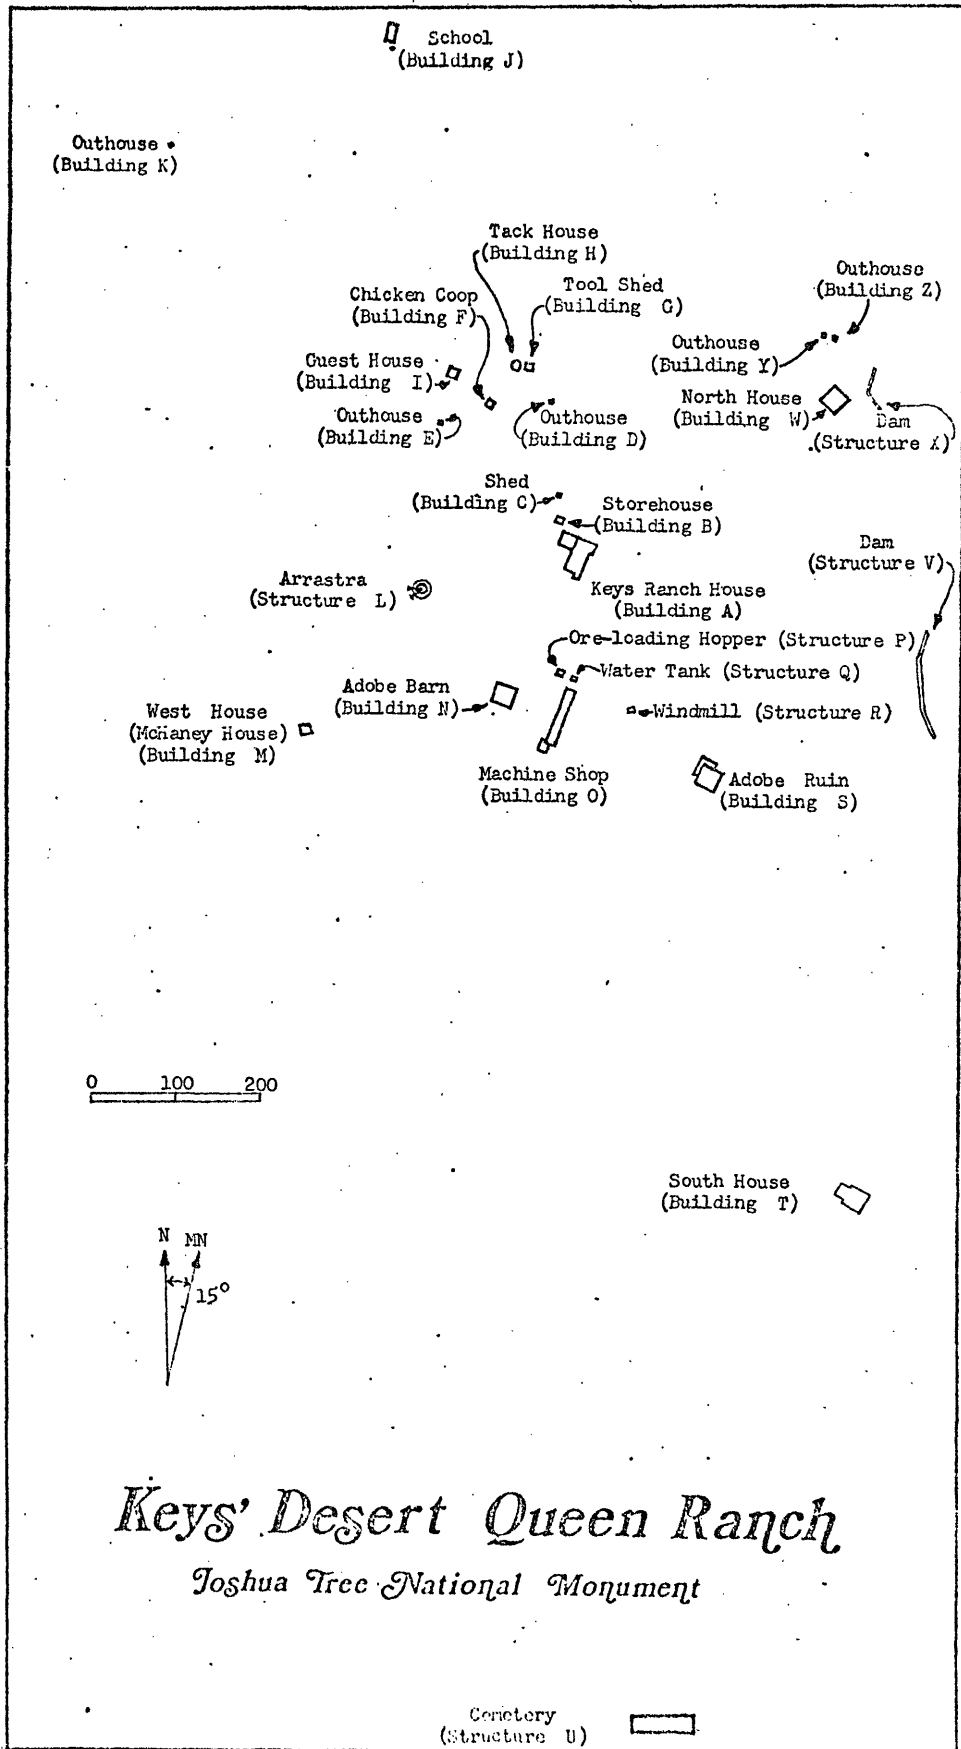 School
(Building J)
Outhouse
(Building K)
Tack House
(Building H)
Tool Shed
(Building G)
Outhouse
(Building Z)
Chicken Coop
(Building F)
Outhouse
(Building Y)
Guest House
(Building I)
North House
(Building W)
Outhouse
(Building E)
Outhouse
(Building D)
Dam
(Structure X)
Shed
(Building C)
Storehouse
(Building B)
Dam
(Structure V)
Arrastra
(Structure L)
Keys Ranch House
(Building A)
Ore-loading Hopper (Structure P)
Water Tank (Structure Q)
Adobe Barn
(Building N)
West House
(McHaney House)
(Building M)
Windmill (Structure R)
Machine Shop
(Building O)
Adobe Ruin
(Building S)
0 100 200
South House
(Building T)
N MN
15°
Keys' Desert Queen Ranch
Joshua Tree National Monument
Cemetery
(Structure U)